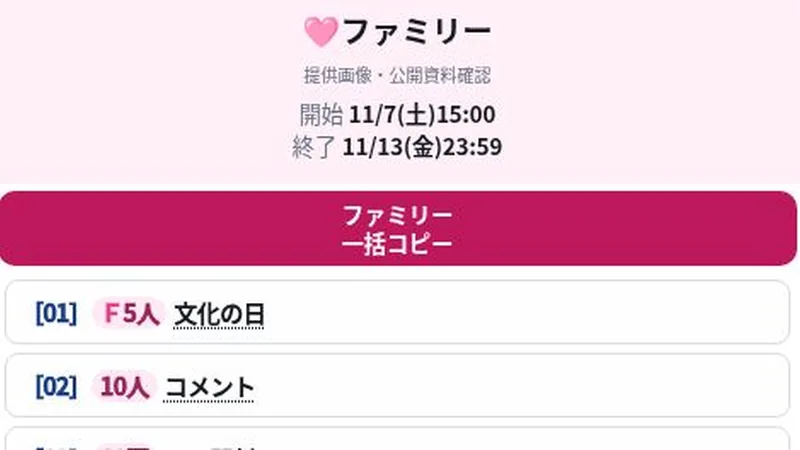 🩷ファミリー
提供画像・公開資料確認
開始 11/7(土)15:00
終了 11/13(金)23:59
ファミリー
一括コピー
[01] F5人 文化の日
[02] 10人 コメント